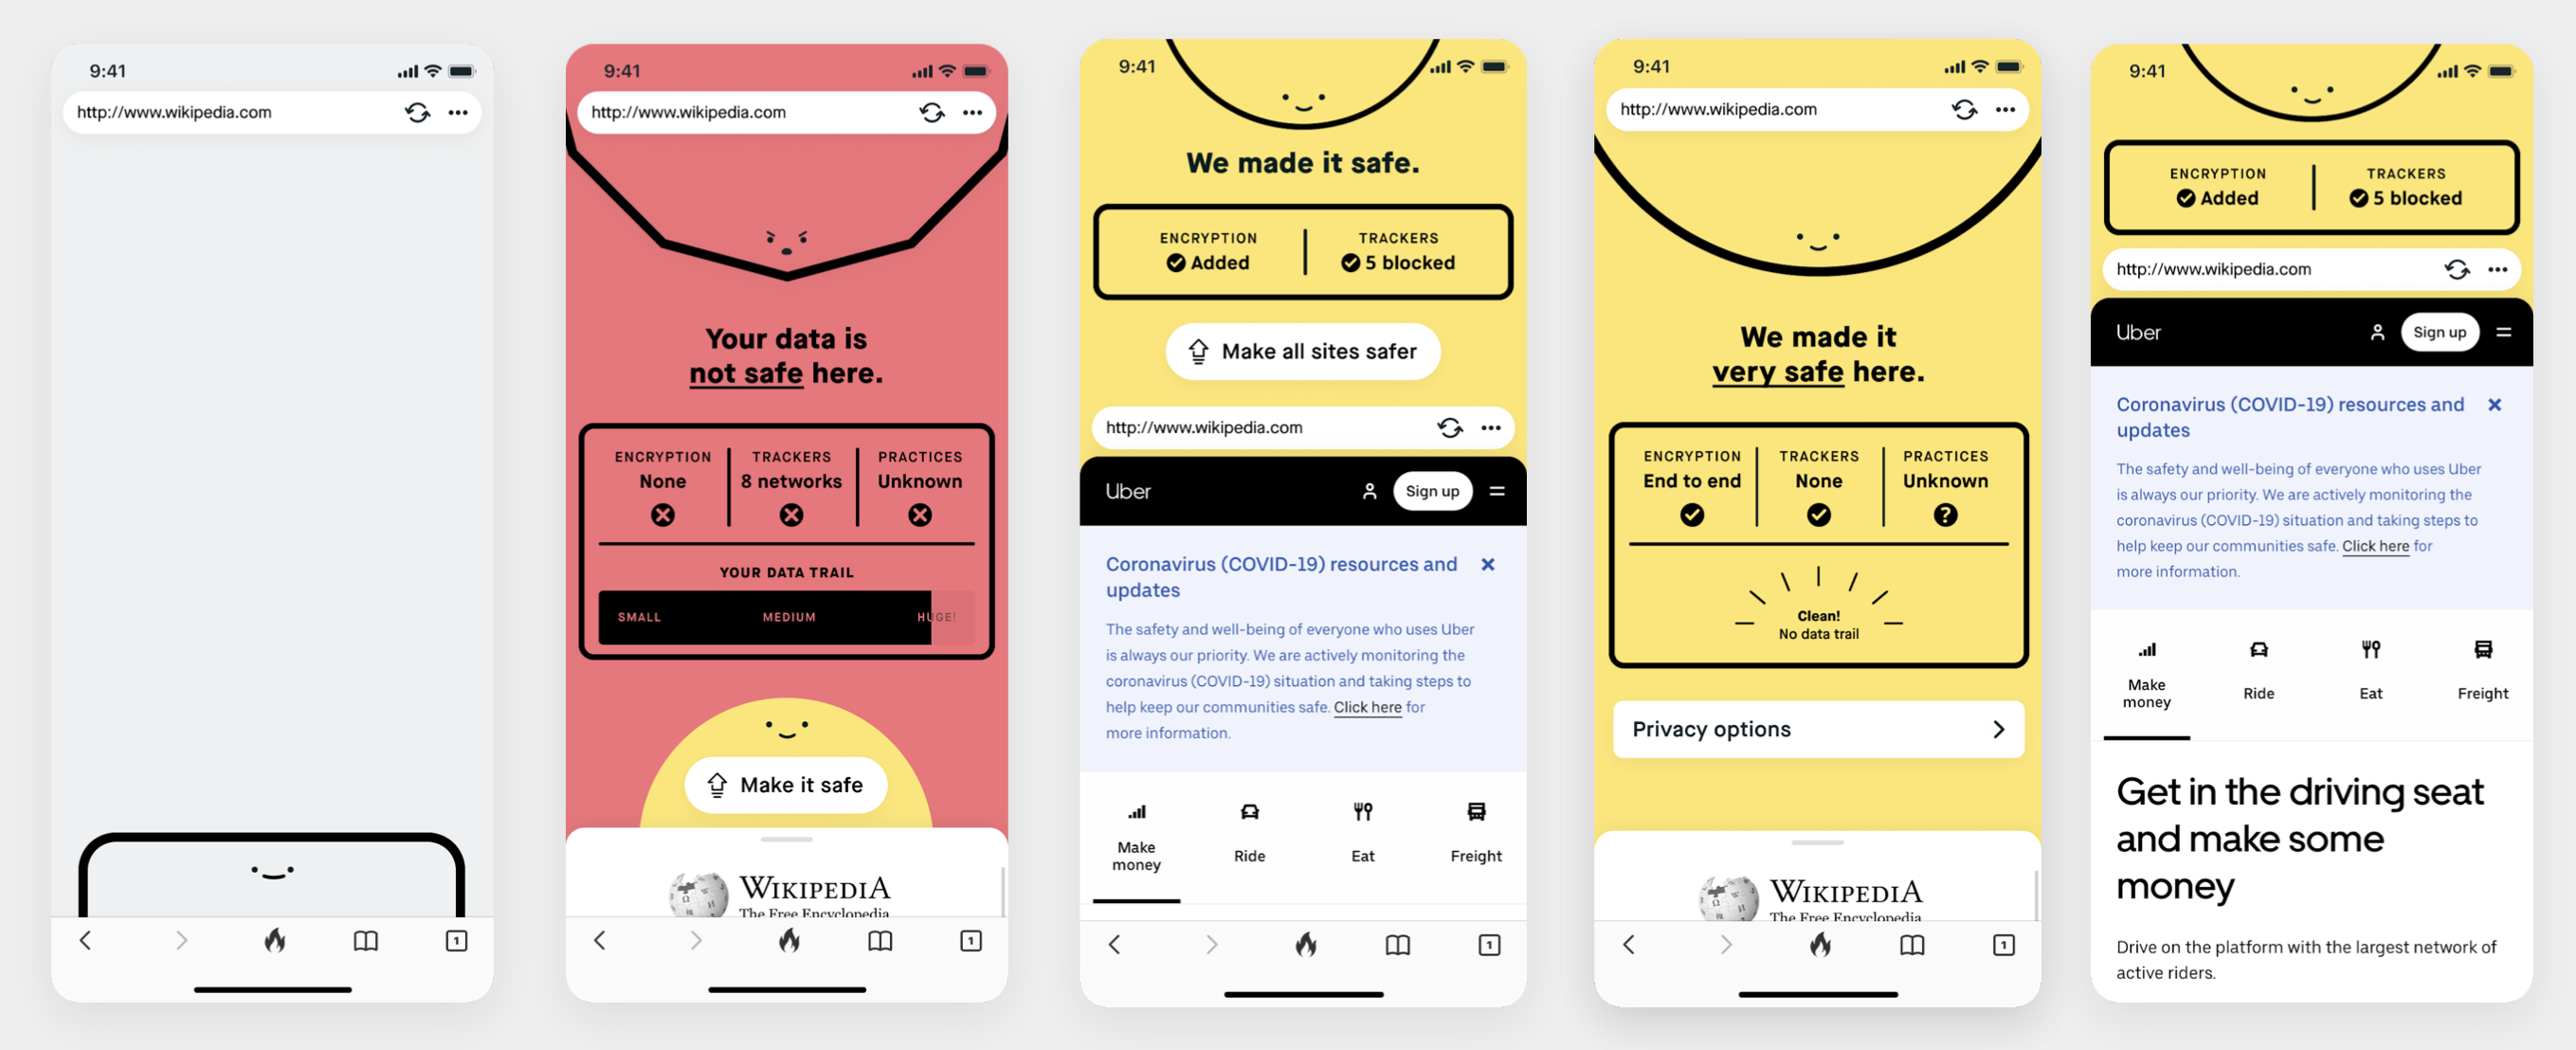 9:41
http://www.wikipedia.com
1
9:41
http://www.wikipedia.com
Your data is
not safe here.
ENCRYPTION TRACKERS PRACTICES
None 8 networks Unknown
YOUR DATA TRAIL
SMALL MEDIUM HUGE!
Make it safe
WIKIPEDIA
The Free Encyclopedia
1
9:41
We made it safe.
ENCRYPTION TRACKERS
Added 5 blocked
Make all sites safer
http://www.wikipedia.com
Uber Sign up
Coronavirus (COVID-19) resources and
updates
The safety and well-being of everyone who uses Uber
is always our priority. We are actively monitoring the
coronavirus (COVID-19) situation and taking steps to
help keep our communities safe. Click here for
more information.
Make
money Ride Eat Freight
1
9:41
http://www.wikipedia.com
We made it
very safe here.
ENCRYPTION TRACKERS PRACTICES
End to end None Unknown
?
Clean!
No data trail
Privacy options
WIKIPEDIA
The Free Encyclopedia
1
9:41
ENCRYPTION TRACKERS
Added 5 blocked
http://www.wikipedia.com
Uber Sign up
Coronavirus (COVID-19) resources and
updates
The safety and well-being of everyone who uses Uber
is always our priority. We are actively monitoring the
coronavirus (COVID-19) situation and taking steps to
help keep our communities safe. Click here for
more information.
Make
money Ride Eat Freight
Get in the driving seat
and make some
money
Drive on the platform with the largest network of
active riders.